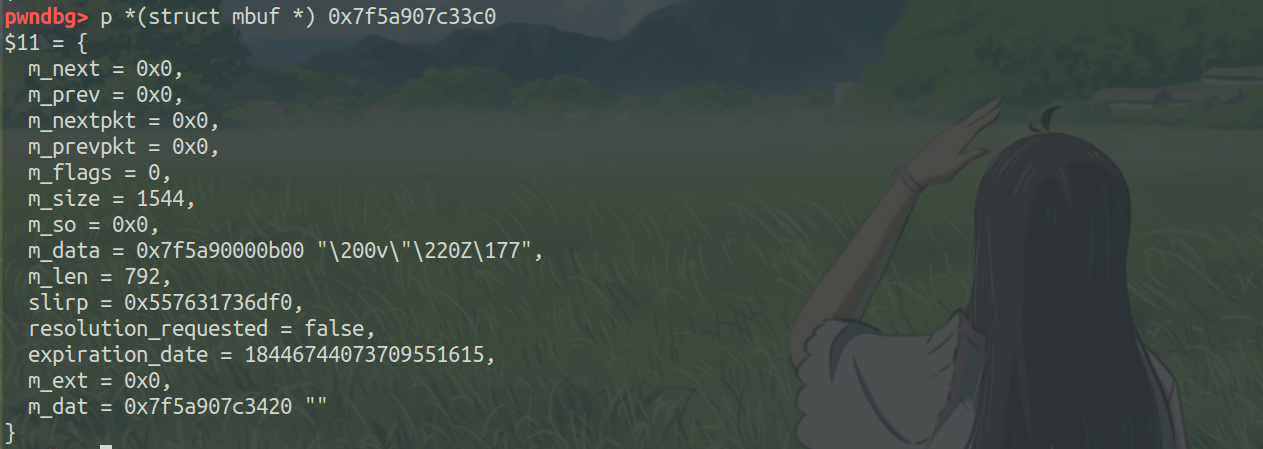 pwndbg> p *(struct mbuf *) 0x7f5a907c33c0
$11 = {
  m_next = 0x0,
  m_prev = 0x0,
  m_nextpkt = 0x0,
  m_prevpkt = 0x0,
  m_flags = 0,
  m_size = 1544,
  m_so = 0x0,
  m_data = 0x7f5a90000b00 "\200v\"\220Z\177",
  m_len = 792,
  slirp = 0x557631736df0,
  resolution_requested = false,
  expiration_date = 18446744073709551615,
  m_ext = 0x0,
  m_dat = 0x7f5a907c3420 ""
}